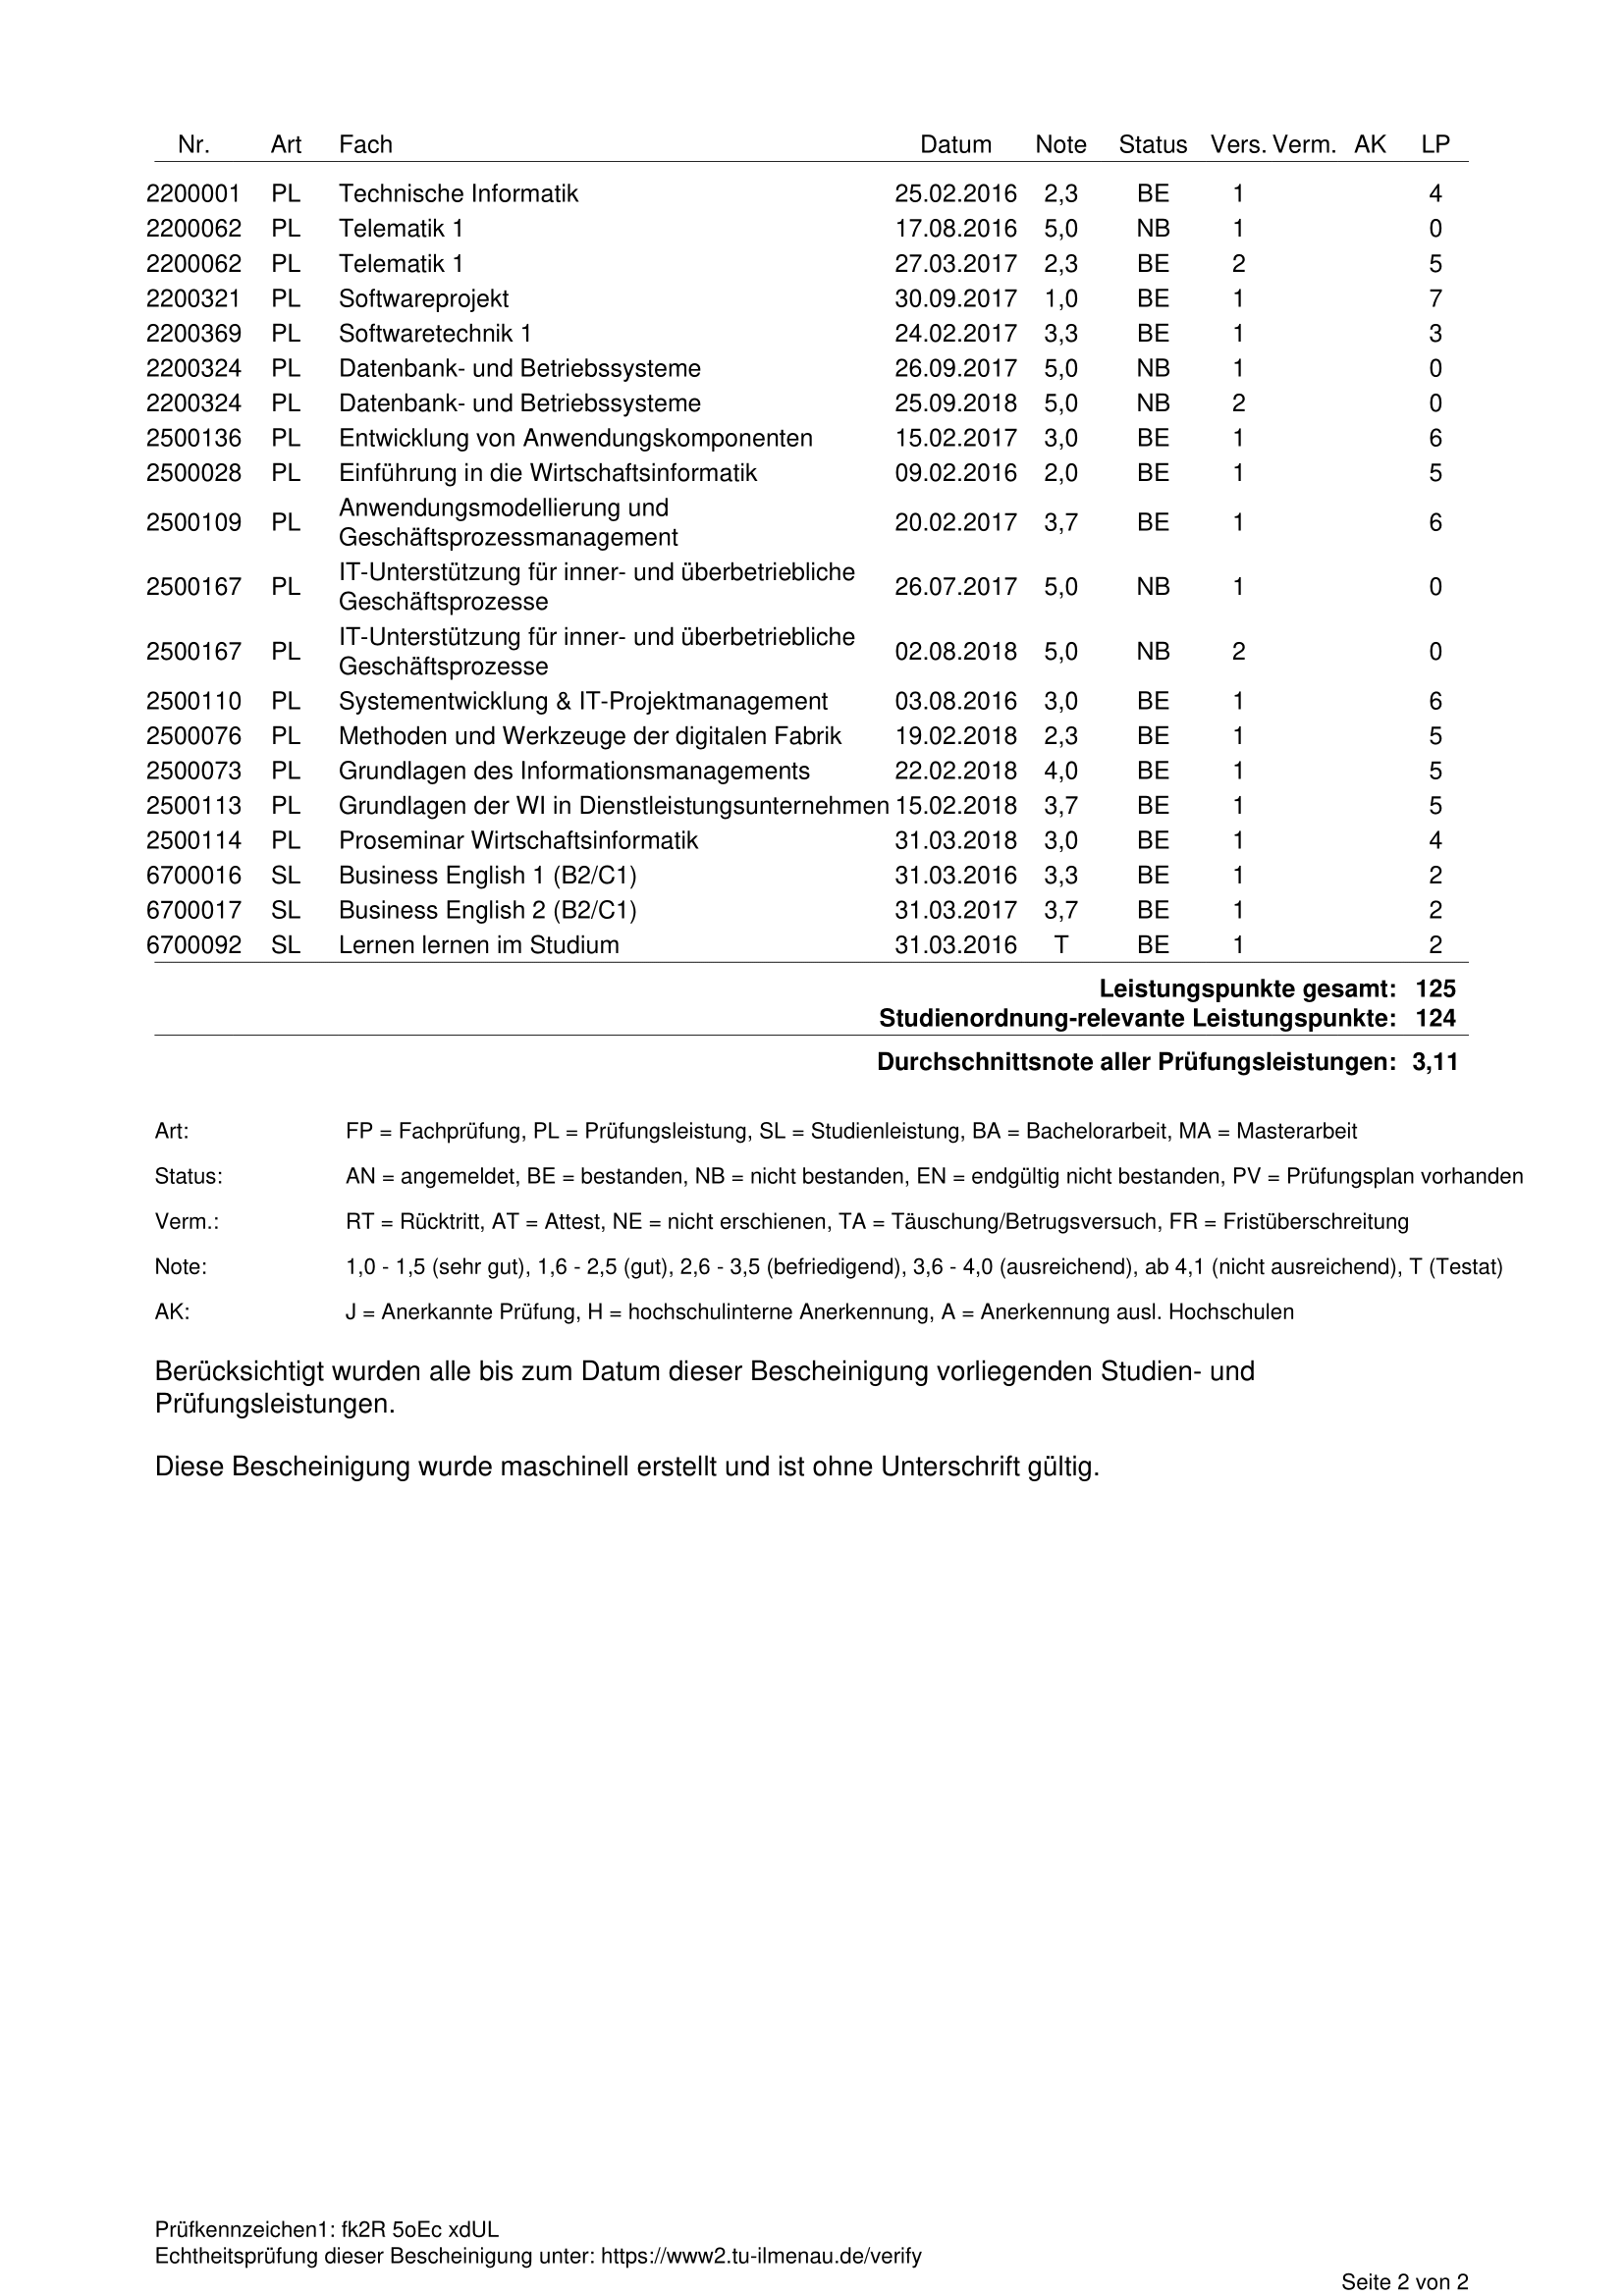 Nr. Art Fach Datum Note Status Vers. Verm. AK LP
2200001 PL Technische Informatik 25.02.2016 2,3 BE 1 4
2200062 PL Telematik 1 17.08.2016 5,0 NB 1 0
2200062 PL Telematik 1 27.03.2017 2,3 BE 2 5
2200321 PL Softwareprojekt 30.09.2017 1,0 BE 1 7
2200369 PL Softwaretechnik 1 24.02.2017 3,3 BE 1 3
2200324 PL Datenbank- und Betriebssysteme 26.09.2017 5,0 NB 1 0
2200324 PL Datenbank- und Betriebssysteme 25.09.2018 5,0 NB 2 0
2500136 PL Entwicklung von Anwendungskomponenten 15.02.2017 3,0 BE 1 6
2500028 PL Einführung in die Wirtschaftsinformatik 09.02.2016 2,0 BE 1 5
Anwendungsmodellierung und
2500109 PL Geschäftsprozessmanagement 20.02.2017 3,7 BE 1 6
IT-Unterstützung für inner- und überbetriebliche
2500167 PL Geschäftsprozesse 26.07.2017 5,0 NB 1 0
IT-Unterstützung für inner- und überbetriebliche
2500167 PL Geschäftsprozesse 02.08.2018 5,0 NB 2 0
2500110 PL Systementwicklung & IT-Projektmanagement 03.08.2016 3,0 BE 1 6
2500076 PL Methoden und Werkzeuge der digitalen Fabrik 19.02.2018 2,3 BE 1 5
2500073 PL Grundlagen des Informationsmanagements 22.02.2018 4,0 BE 1 5
2500113 PL Grundlagen der WI in Dienstleistungsunternehmen 15.02.2018 3,7 BE 1 5
2500114 PL Proseminar Wirtschaftsinformatik 31.03.2018 3,0 BE 1 4
6700016 SL Business English 1 (B2/C1) 31.03.2016 3,3 BE 1 2
6700017 SL Business English 2 (B2/C1) 31.03.2017 3,7 BE 1 2
6700092 SL Lernen lernen im Studium 31.03.2016 T BE 1 2
Leistungspunkte gesamt: 125
Studienordnung-relevante Leistungspunkte: 124
Durchschnittsnote aller Prüfungsleistungen: 3,11
Art: FP = Fachprüfung, PL = Prüfungsleistung, SL = Studienleistung, BA = Bachelorarbeit, MA = Masterarbeit
Status: AN = angemeldet, BE = bestanden, NB = nicht bestanden, EN = endgültig nicht bestanden, PV = Prüfungsplan vorhanden
Verm.: RT = Rücktritt, AT = Attest, NE = nicht erschienen, TA = Täuschung/Betrugsversuch, FR = Fristüberschreitung
Note: 1,0 - 1,5 (sehr gut), 1,6 - 2,5 (gut), 2,6 - 3,5 (befriedigend), 3,6 - 4,0 (ausreichend), ab 4,1 (nicht ausreichend), T (Testat)
AK: J = Anerkannte Prüfung, H = hochschulinterne Anerkennung, A = Anerkennung ausl. Hochschulen
Berücksichtigt wurden alle bis zum Datum dieser Bescheinigung vorliegenden Studien- und
Prüfungsleistungen.
Diese Bescheinigung wurde maschinell erstellt und ist ohne Unterschrift gültig.
Prüfkennzeichen1: fk2R 5oEc xdUL
Echtheitsprüfung dieser Bescheinigung unter: https://www2.tu-ilmenau.de/verify
Seite 2 von 2